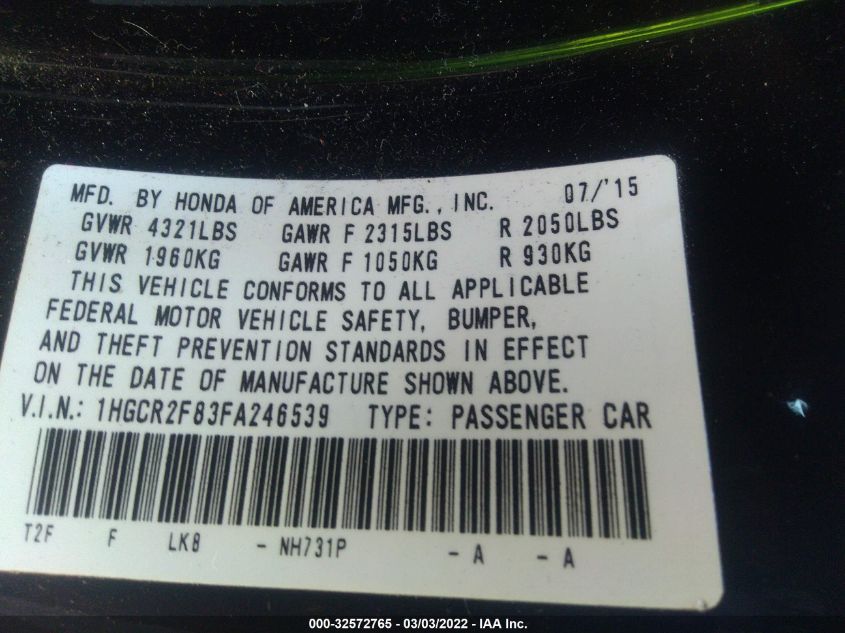 MFD. BY HONDA OF AMERICA MFG., INC. 07/'15
GVWR 4321LBS GAWR F 2315LBS R 2050LBS
GVWR 1960KG GAWR F 1050KG R 930KG
THIS VEHICLE CONFORMS TO ALL APPLICABLE
FEDERAL MOTOR VEHICLE SAFETY, BUMPER,
AND THEFT PREVENTION STANDARDS IN EFFECT
ON THE DATE OF MANUFACTURE SHOWN ABOVE.
V.I.N.: 1HGCR2F83FA246539 TYPE: PASSENGER CAR
T2F F LK8 - NH731P - A - A
000-32572765 - 03/03/2022 - IAA Inc.